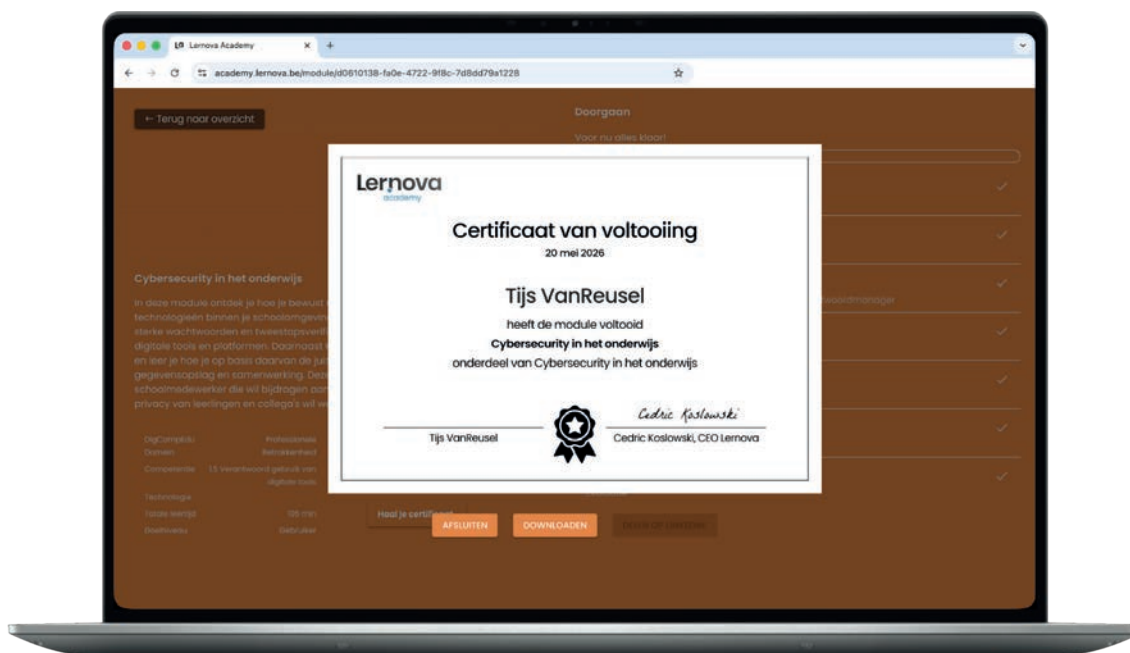 Lernova Academy
academy.lernova.be/module/d0610138-fa0e-4722-9f8c-7d8dd79a1228
← Terug naar overzicht
Doorgaan
Voor nu alles klaar!
Lernova
academy
Certificaat van voltooiing
20 mei 2026
Tijs VanReusel
heeft de module voltooid
Cybersecurity in het onderwijs
onderdeel van Cybersecurity in het onderwijs
Cedric Koslowski
Tijs VanReusel
Cedric Koslowski, CEO Lernova
Cybersecurity in het onderwijs
In deze module ontdek je hoe je bewust
technologieën binnen je schoolomgeving
sterke wachtwoorden en tweestapsverifi
digitale tools en platformen. Daarnaast
en leer je hoe je op basis daarvan de jui
gegevensopslag en samenwerking. Deze
schoolmedewerker die wil bijdragen aan
privacy van leerlingen en collega's wil w
DigCompEdu Professionele
Domein Betrokkenheid
Competentie 1.5 Verantwoord gebruik van
digitale tools
Technologie
Totale leertijd
Doelniveau Gebruiker
Haal je certificaat
AFSLUITEN
DOWNLOADEN
DELEN OP LINKEDIN